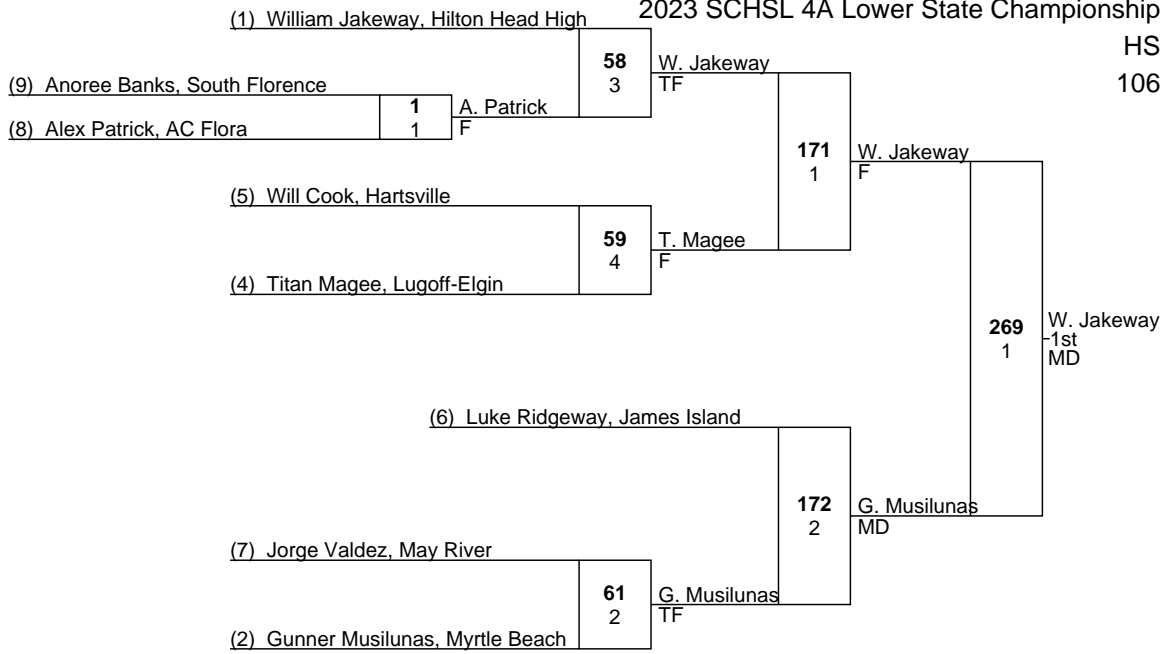 2023 SCHSL 4A Lower State Championship
HS
106
(1) William Jakeway, Hilton Head High
58
3
W. Jakeway
TF
(9) Anoree Banks, South Florence
1
1
A. Patrick
F
(8) Alex Patrick, AC Flora
171
1
W. Jakeway
F
(5) Will Cook, Hartsville
59
4
T. Magee
F
(4) Titan Magee, Lugoff-Elgin
269
1
W. Jakeway
1st
MD
(6) Luke Ridgeway, James Island
172
2
G. Musilunas
MD
(7) Jorge Valdez, May River
61
2
G. Musilunas
TF
(2) Gunner Musilunas, Myrtle Beach